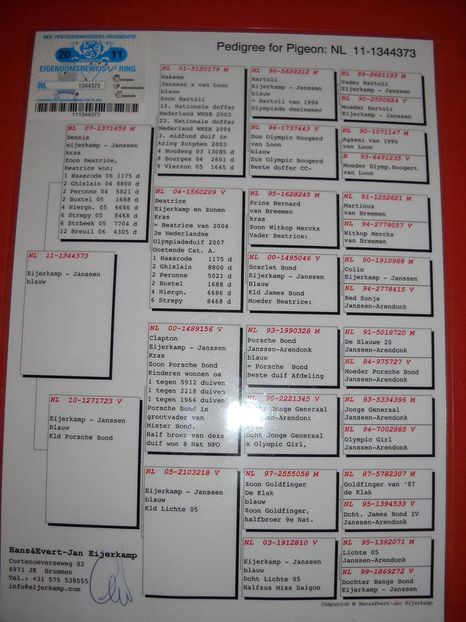 NED. POSTDUIVENHOUDERS ORGANISATIE
20 11
EIGENDOMSBEWIJS RING
NL 1344373
111344373
Pedigree for Pigeon: NL 11-1344373
NL 07-1371659 M
Dennis
eijerkamp - Janssen
kras
Zoon Beatrice,
Beatrice won;
1 Haasrode 06 1175 d
2 Ghislain 04 8800 d
2 Peronne 04 5021 d
2 Boxtel 05 1688 d
4 Niergn. 05 6686 d
6 Strepy 05 8468 d
6 Strbeek 05 7704 d
12 Breuil 06 4305 d
NL 11-1344373
Eijerkamp - Janssen
blauw
NL 10-1271723 V
Eijerkamp - Janssen
Blauw
Kld Porsche Bond
NL 01-5120179 M
Hakeem
Janssen x van Loon
blauw
Zoon Bartoli
12. Nationale doffer
Nederland WHZB 2003
23. Nationale doffer
Nederland WHZB 2004
3. midfond duif in
kring Zutphen 2003
4 Houdeng 03 13385 d
8 Bourges 04 2601 d
9 Vierzon 05 1645 d
NL 04-1560209 V
Beatrice
Eijerkamp en Zonen
Kras
= Beatrice van 2004
3e Nederlandse
Olympiadeduif 2007
Oostende Cat. A.
1 Haasrode 1175 d
2 Ghislain 8800 d
2 Peronne 5021 d
2 Boxtel 1688 d
4 Niergn. 6686 d
6 Strepy 8468 d
NL 00-1489156 V
Clapton
Eijerkamp - Janssen
Kras
Zoon Porsche Bond
Kinderen wonnen oa
1 tegen 5912 duiven
1 tegen 2218 duiven
1 tegen 1964 duiven
Porsche Bond is
grootvader van
Mister Bond.
Half broer van deze
duif won 8 Nat NPO
NL 05-2103218 V
Eijerkamp - Janssen
blauw
Kld Lichte 05
NL 96-5639312 M
Bartoli
Eijerkamp - Janssen
blauw
= Bartoli van 1996
Olympiade deelnemer
NL 96-1737443 V
Zus Olympic Boogerd
van Loon
blauw
Zus Olympic Boogerd
Beste doffer CC-
NL 95-1628245 M
Prins Bernard
van Breemen
kras
Zoon Witkop Merckx
Vader Beatrice:
NL 00-1495046 V
Scarlet Bond
Eijerkamp - Janssen
blauw
Kld James Bond
Moeder Beatrice:
NL 93-1990328 M
Porsche Bond
Janssen-Arendonk
blauw
= Porsche Bond
beste duif Afdeling
98-2221345 V
Jonge Generaal
Janssen-Arendonk
Dcht Jonge Generaal
x Olympic Girl
NL 97-2555058 M
Zoon Goldfinger
De Klak
blauw
Zoon Goldfinger,
halfbroer 9e Nat.
NL 03-1912810 V
Eijerkamp - Janssen
blauw
Dcht Lichte 05
Halfzus Miss Saigon
NL 89-2681193 M
Vader Bartoli
Eijerkamp - Janssen
NL 90-2550824 V
Moeder Bartoli
Eijerkamp - Janssen
NL 90-1071147 M
Agassi van 1990
van Loon
B 93-6491235 V
Moeder Olymp.Boogert
van Loon
NL 91-1252621 M
Martinus
van Breemen
NL 94-2779057 V
Witkop Merckx
van Breemen
NL 90-1910968 M
Colin
Eijerkamp - Janssen
NL 94-2778415 V
Red Sonja
Janssen-Arendonk
NL 91-5018720 M
De Blauwe 20
Janssen-Arendonk
NL 84-975727 V
Moeder Porsche Bond
Janssen-Arendonk
NL 93-5334396 M
Jonge Generaal
Janssen-Arendonk
NL 94-7002985 V
Olympic Girl,
Janssen-Arendonk
NL 87-5782307 M
Goldfinger van '87
de Klak
NL 95-1394533 V
Dcht. James Bond IV
Janssen-Arendonk
NL 95-1392071 M
Lichte 05
Janssen-Arendonk
NL 99-1869272 V
Dochter Bange Bond
Eijerkamp - Janssen
Hans&Evert-Jan Eijerkamp
Cortenoeverseweg 82
6971 JK Brummen
Tel.: +31 575 538555
info@eijerkamp.com
Compuclub © Hans&Evert-Jan Eijerkamp